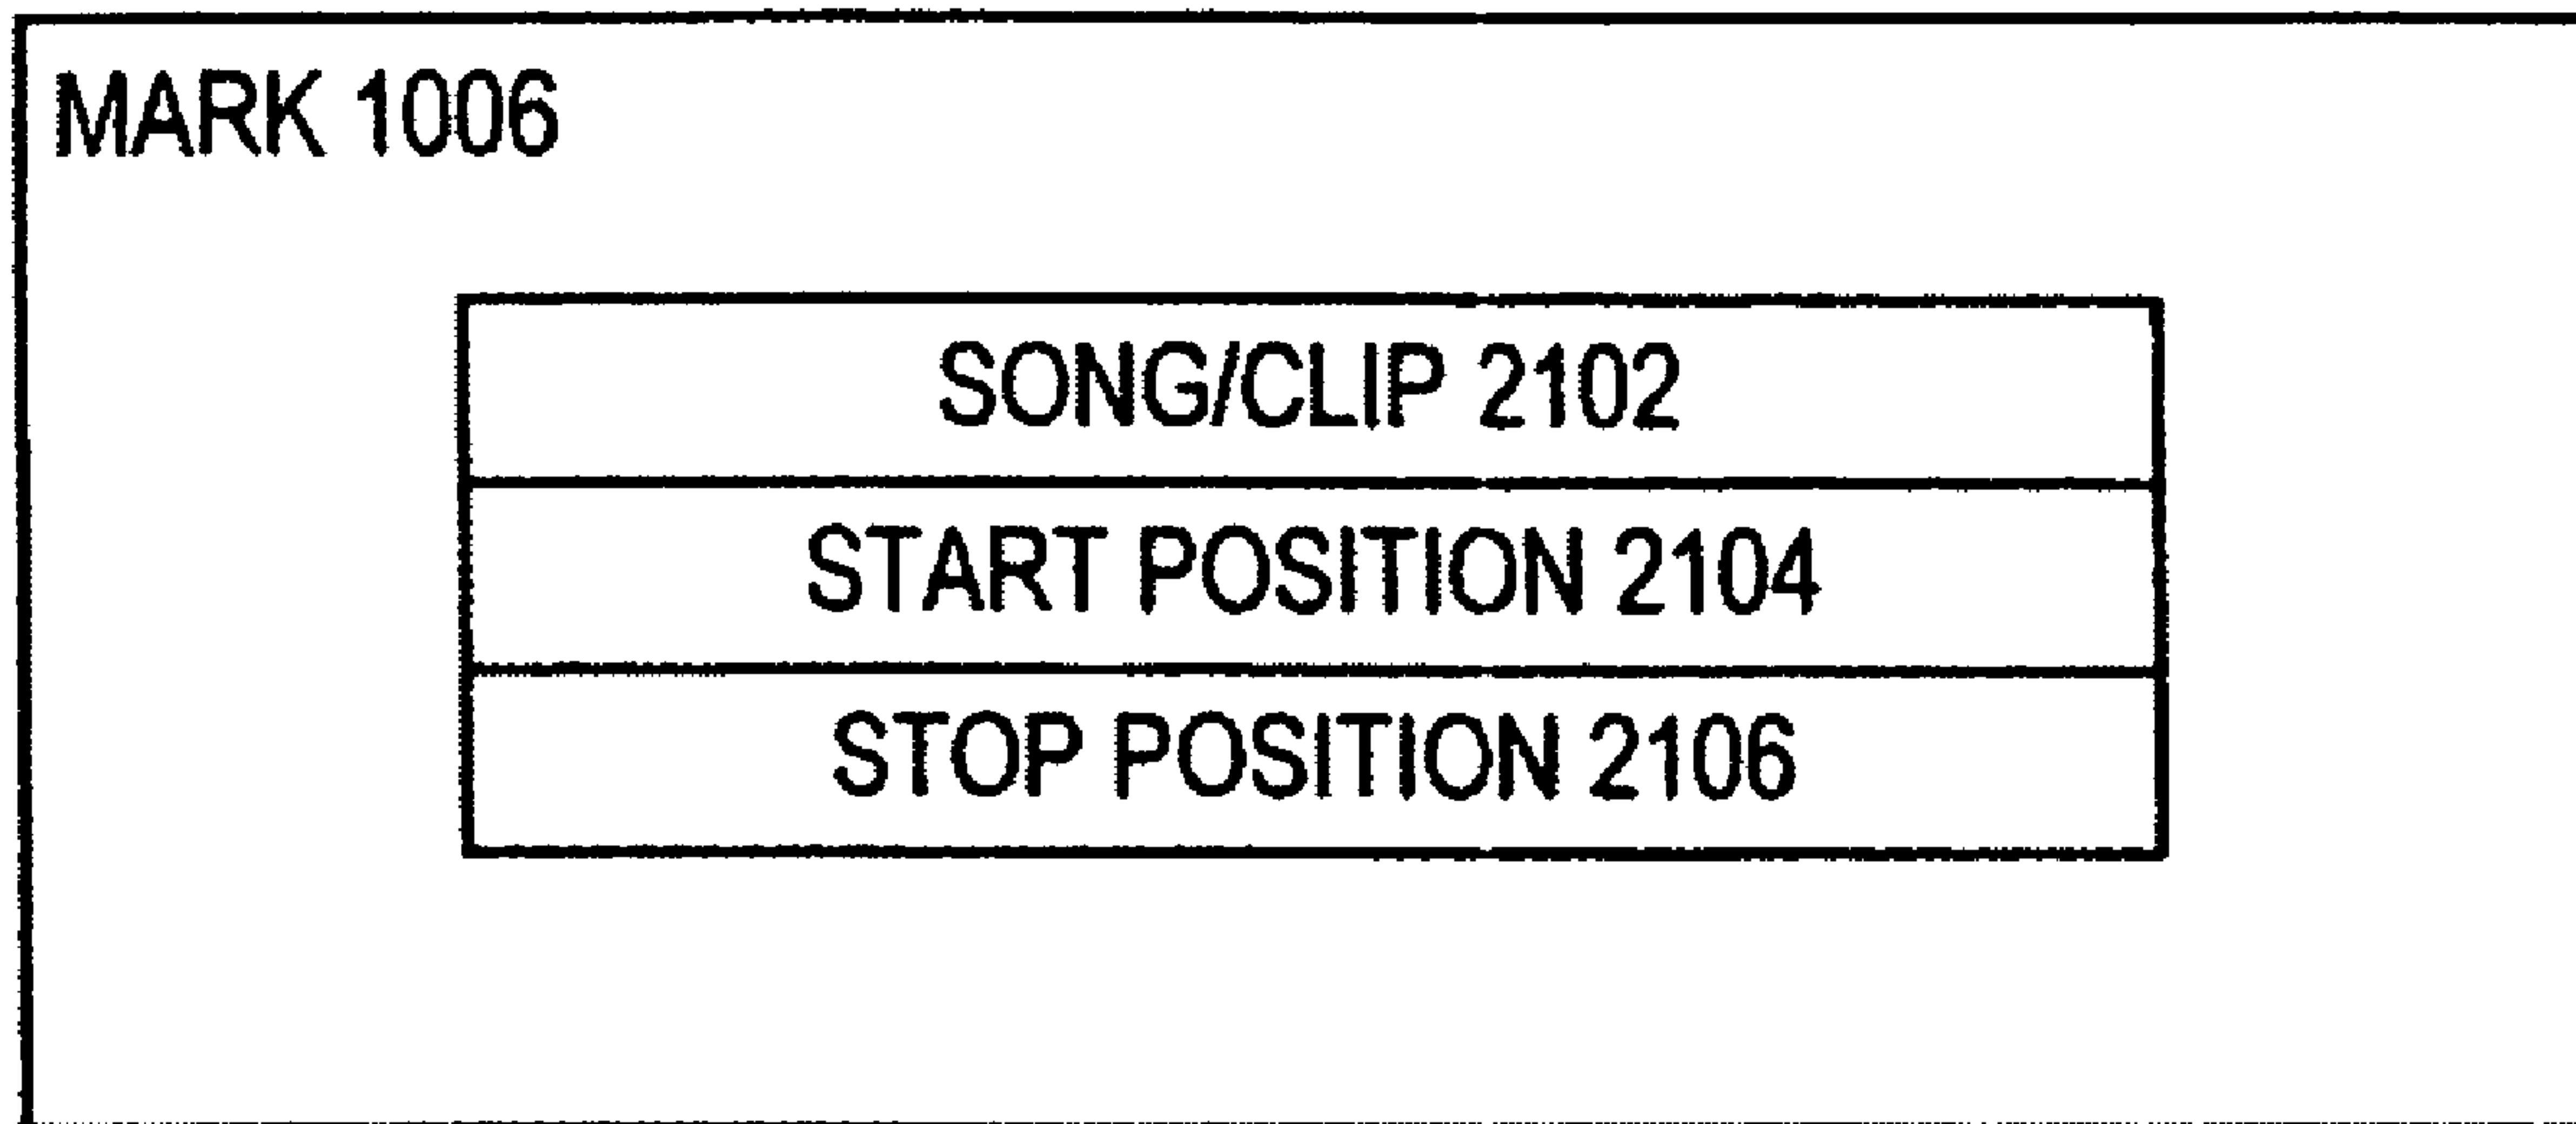 MARK 1006
SONG/CLIP 2102
START POSITION 2104
STOP POSITION 2106